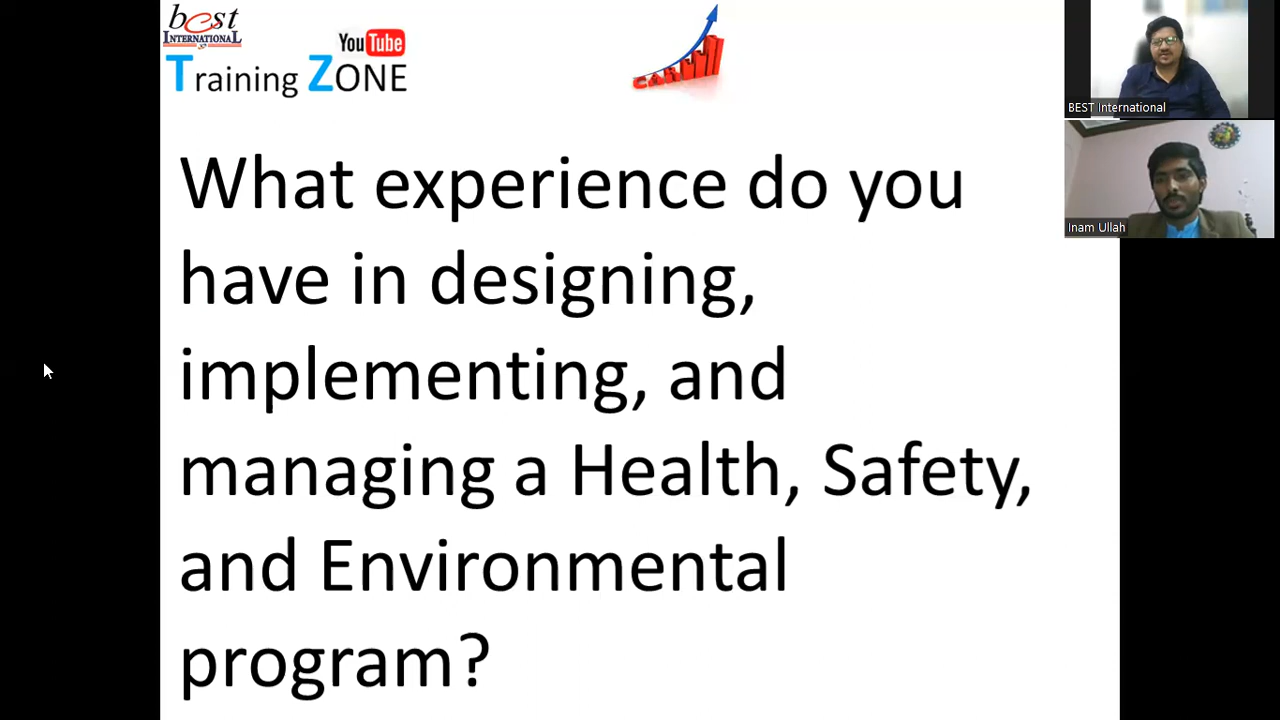 best
INTERNATIONAL
YouTube
Training ZONE
What experience do you
have in designing,
implementing, and
managing a Health, Safety,
and Environmental
program?
BEST International
Inam Ullah